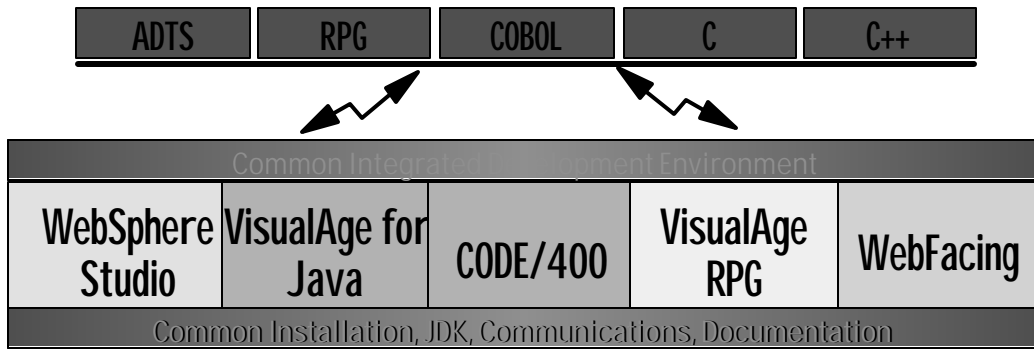 ADTS RPG COBOL C C++
Common Integrated Development Environment
WebSphere Studio VisualAge for Java CODE/400 VisualAge RPG WebFacing
Common Installation, JDK, Communications, Documentation